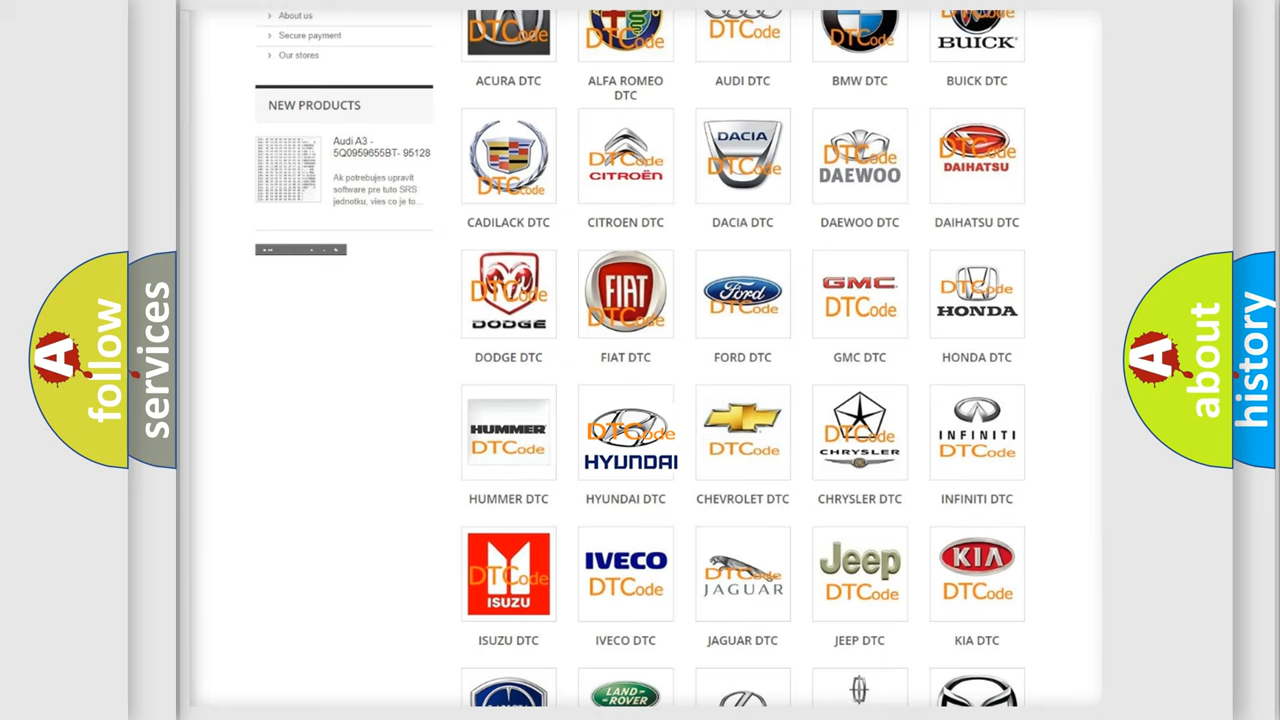 About us
Secure payment
Our stores
NEW PRODUCTS
Audi A3 -
5Q0959655BT- 95128
Ak potrebujes upravit
software pre tuto SRS
jednotku, vies co je to...
DTCode
DTCode
DTCode
DTCode
BUICK
ACURA DTC
ALFA ROMEO
DTC
AUDI DTC
BMW DTC
BUICK DTC
DTCode
DTCode
CITROËN
DACIA
DTCode
DTCode
DAEWOO
DTCode
DAIHATSU
CADILACK DTC
CITROEN DTC
DACIA DTC
DAEWOO DTC
DAIHATSU DTC
DTCode
DODGE
FIAT
DTCode
Ford
DTCode
GMC
DTCode
DTCode
HONDA
DODGE DTC
FIAT DTC
FORD DTC
GMC DTC
HONDA DTC
HUMMER
DTCode
DTCode
HYUNDAI
DTCode
DTCode
CHRYSLER
INFINITI
DTCode
HUMMER DTC
HYUNDAI DTC
CHEVROLET DTC
CHRYSLER DTC
INFINITI DTC
DTCode
ISUZU
IVECO
DTCode
DTCode
JAGUAR
Jeep
DTCode
KIA
DTCode
ISUZU DTC
IVECO DTC
JAGUAR DTC
JEEP DTC
KIA DTC
LAND-
ROVER
A follow
services
A about
history